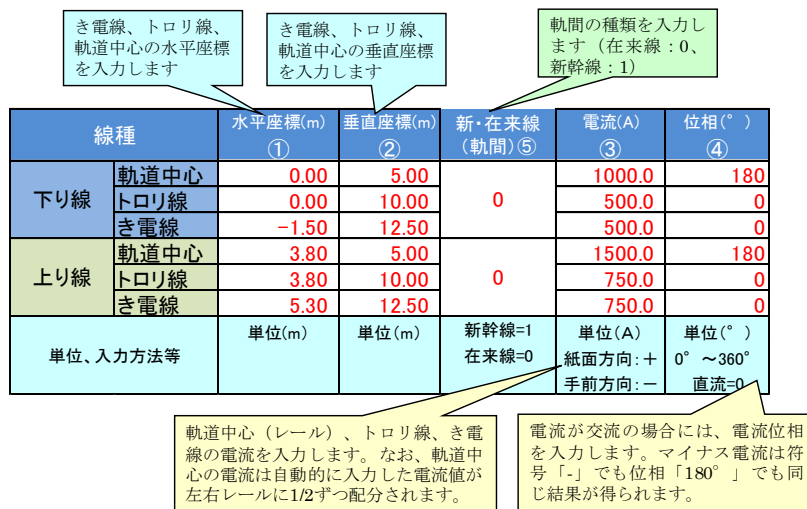 き電線、トロリ線、
軌道中心の水平座標
を入力します
き電線、トロリ線、
軌道中心の垂直座標
を入力します
軌間の種類を入力し
ます（在来線：0、
新幹線：1）
線種 水平座標(m) 垂直座標(m) 新・在来線 電流(A) 位相(°)
① ② (軌間)⑤ ③ ④
下り線 軌道中心 0.00 5.00 0 1000.0 180
トロリ線 0.00 10.00 500.0 0
き電線 −1.50 12.50 500.0 0
上り線 軌道中心 3.80 5.00 0 1500.0 180
トロリ線 3.80 10.00 750.0 0
き電線 5.30 12.50 750.0 0
単位、入力方法等 単位(m) 単位(m) 新幹線=1 単位(A) 単位(°)
在来線=0 紙面方向:＋ 0°～360°
手前方向:－ 直流=0
軌道中心（レール）、トロリ線、き電
線の電流を入力します。なお、軌道中
心の電流は自動的に入力した電流値が
左右レールに1/2ずつ配分されます。
電流が交流の場合には、電流位相
を入力します。マイナス電流は符
号「-」でも位相「180°」でも同
じ結果が得られます。